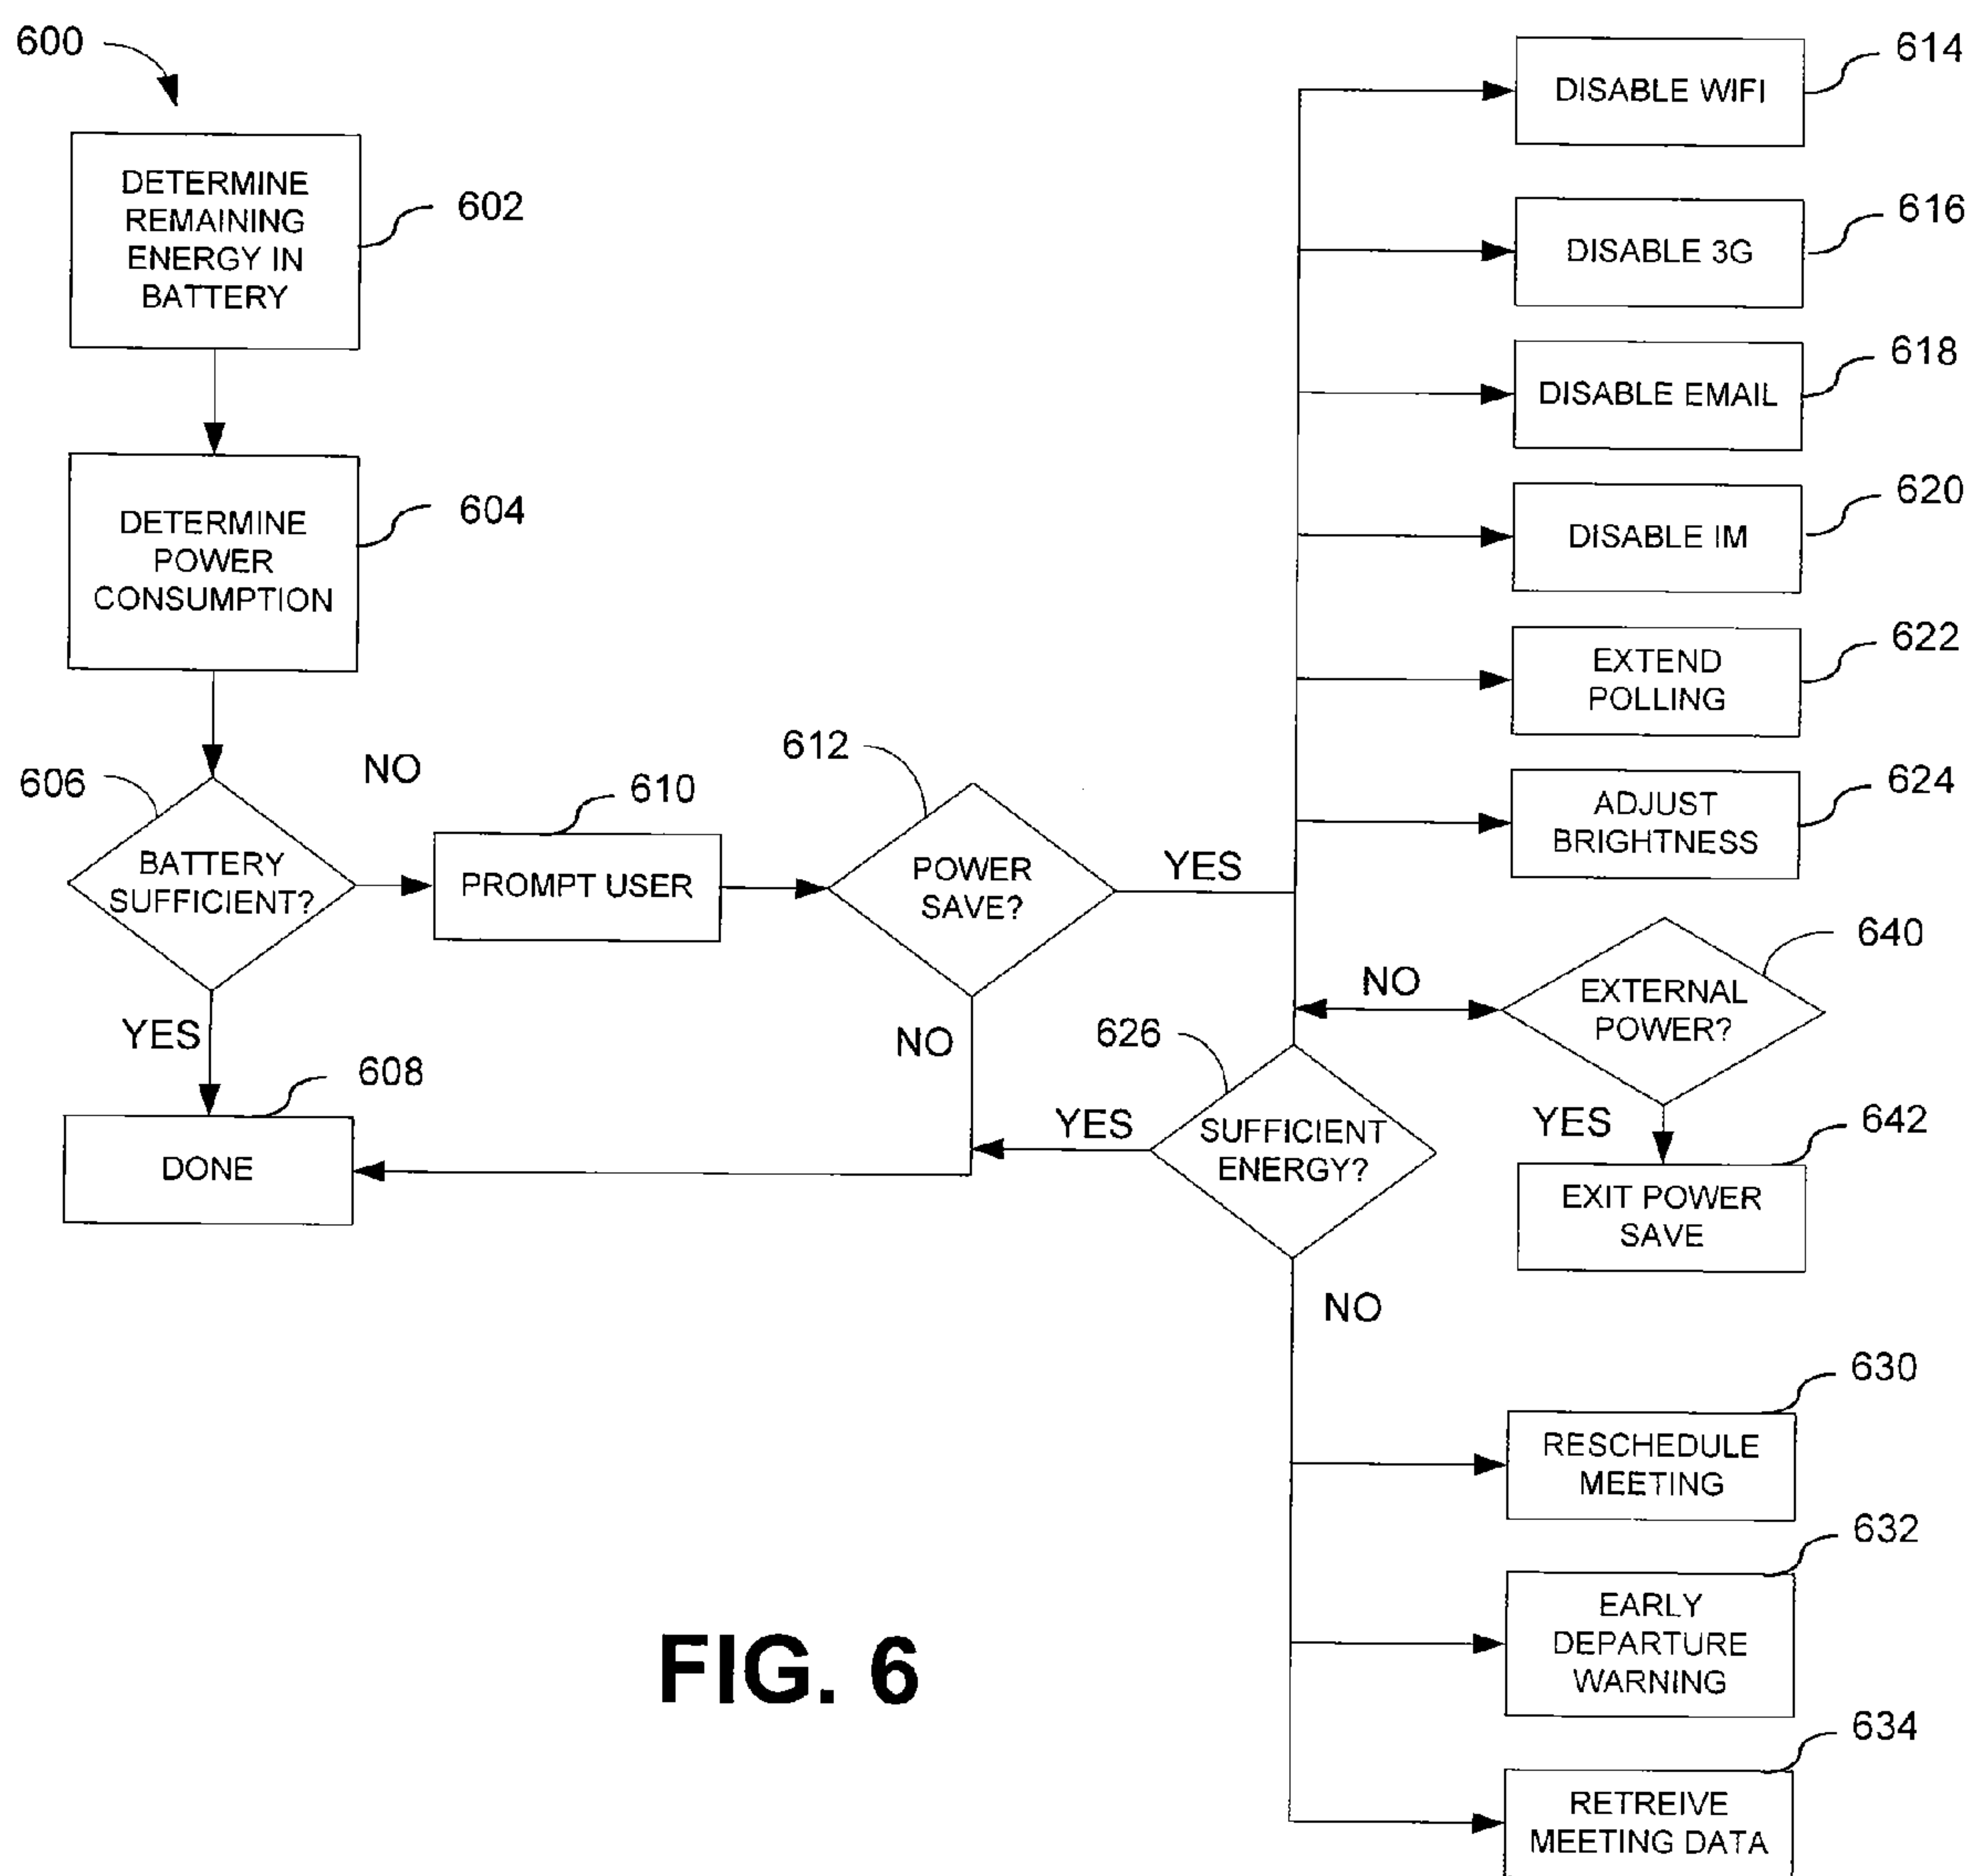 600
DETERMINE
REMAINING
ENERGY IN
BATTERY
602
DETERMINE
POWER
CONSUMPTION
604
606
BATTERY
SUFFICIENT?
NO
YES
608
DONE
610
PROMPT USER
612
POWER
SAVE?
YES
NO
614
DISABLE WIFI
616
DISABLE 3G
618
DISABLE EMAIL
620
DISABLE IM
622
EXTEND
POLLING
624
ADJUST
BRIGHTNESS
640
EXTERNAL
POWER?
NO
YES
642
EXIT POWER
SAVE
626
SUFFICIENT
ENERGY?
YES
NO
630
RESCHEDULE
MEETING
632
EARLY
DEPARTURE
WARNING
634
RETREIVE
MEETING DATA
FIG. 6